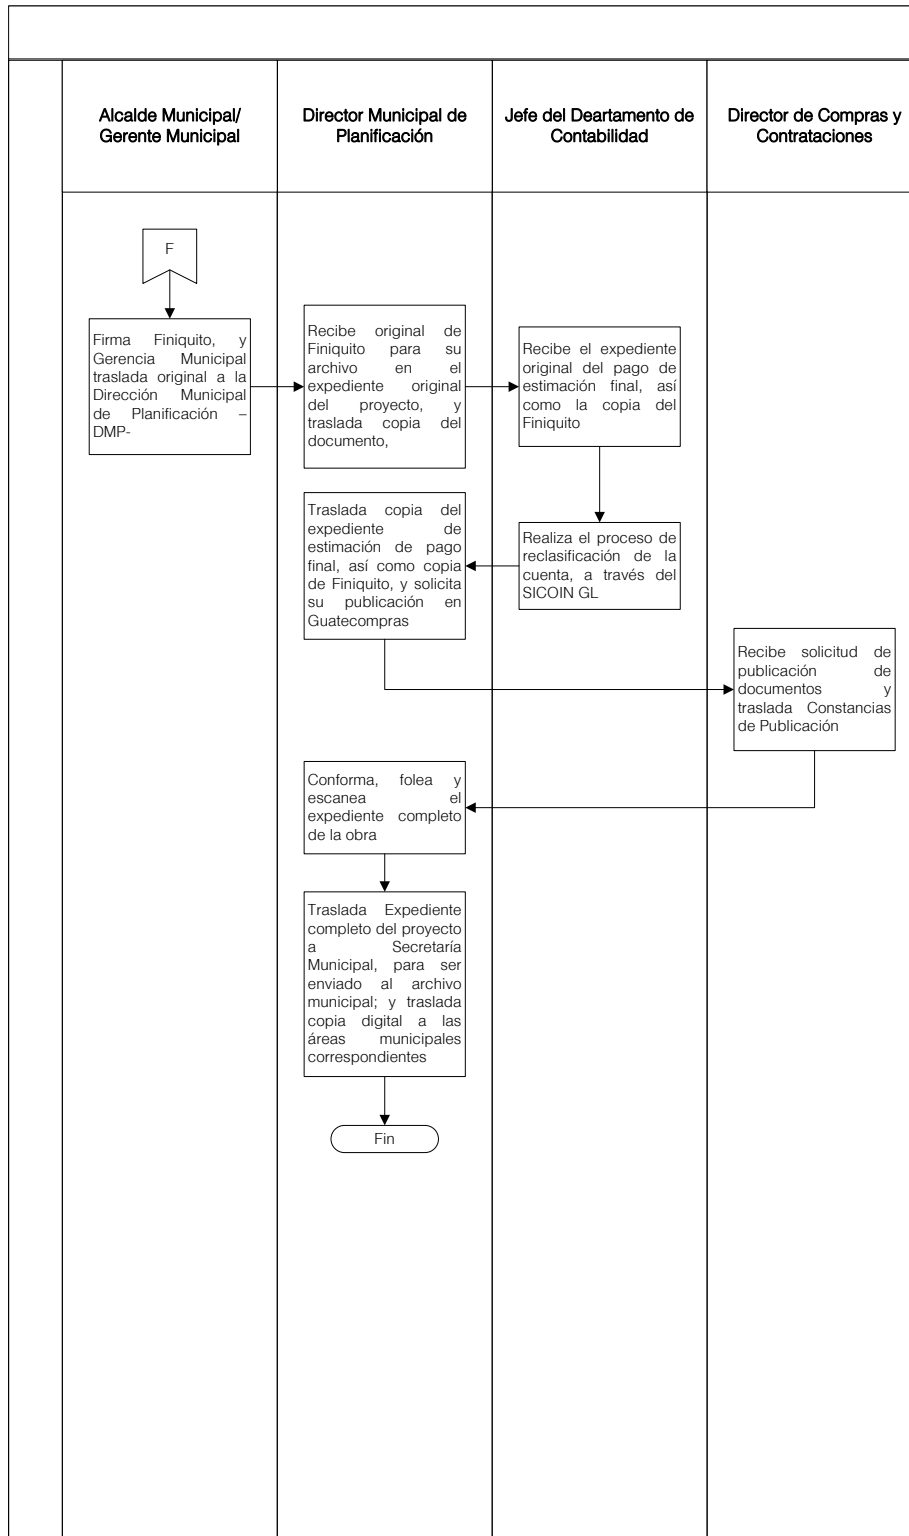 Alcalde Municipal/
Gerente Municipal
Director Municipal de
Planificación
Jefe del Deartamento de
Contabilidad
Director de Compras y
Contrataciones
F
Firma Finiquito, y
Gerencia Municipal
traslada original a la
Dirección Municipal
de Planificación –
DMP-
Recibe original de
Finiquito para su
archivo en el
expediente original
del proyecto, y
traslada copia del
documento,
Recibe el expediente
original del pago de
estimación final, así
como la copia del
Finiquito
Realiza el proceso de
reclasificación de la
cuenta, a través del
SICOIN GL
Traslada copia del
expediente de
estimación de pago
final, así como copia
de Finiquito, y solicita
su publicación en
Guatecompras
Recibe solicitud de
publicación de
documentos y
traslada Constancias
de Publicación
Conforma, folea y
escanea el
expediente completo
de la obra
Traslada Expediente
completo del proyecto
a Secretaría
Municipal, para ser
enviado al archivo
municipal; y traslada
copia digital a las
áreas municipales
correspondientes
Fin